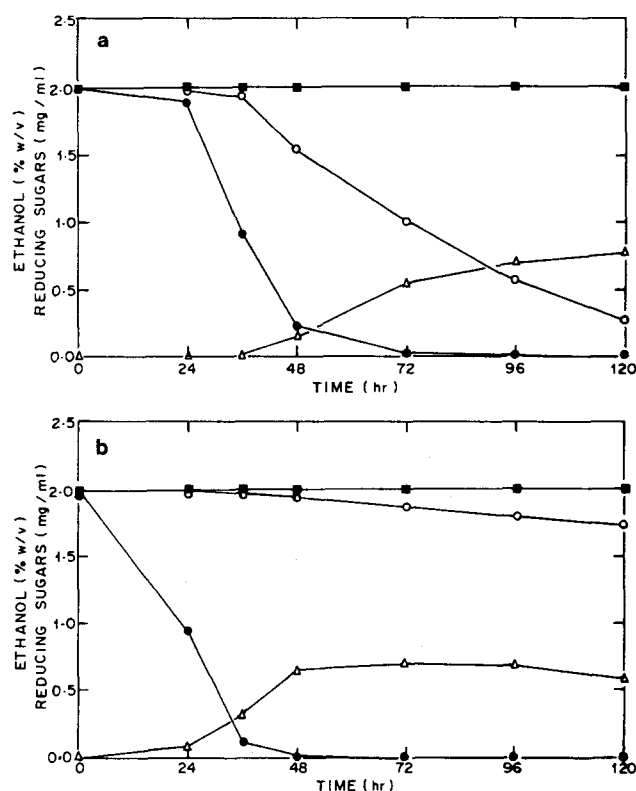 a
2.5
2.0
1.5
1.0
0.5
0.0
ETHANOL (% w/v)
REDUCING SUGARS (mg/ml)
0 24 48 72 96 120
TIME (hr)
b
2.5
2.0
1.5
1.0
0.5
0.0
ETHANOL (% w/v)
REDUCING SUGARS (mg/ml)
0 24 48 72 96 120
TIME (hr)